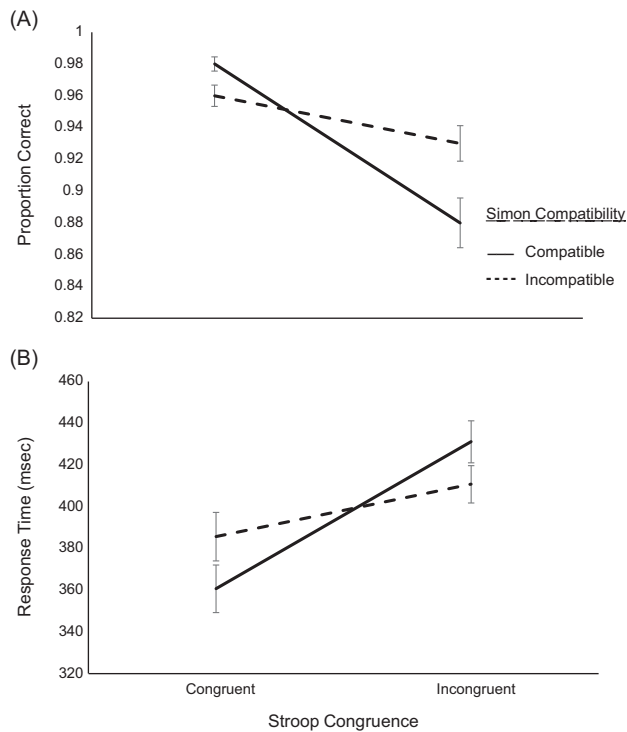 (A)
1
0.98
0.96
0.94
0.92
0.9
0.88
0.86
0.84
0.82
Proportion Correct
Simon Compatibility
Compatible
Incompatible
(B)
460
440
420
400
380
360
340
320
Response Time (msec)
Congruent Incongruent
Stroop Congruence